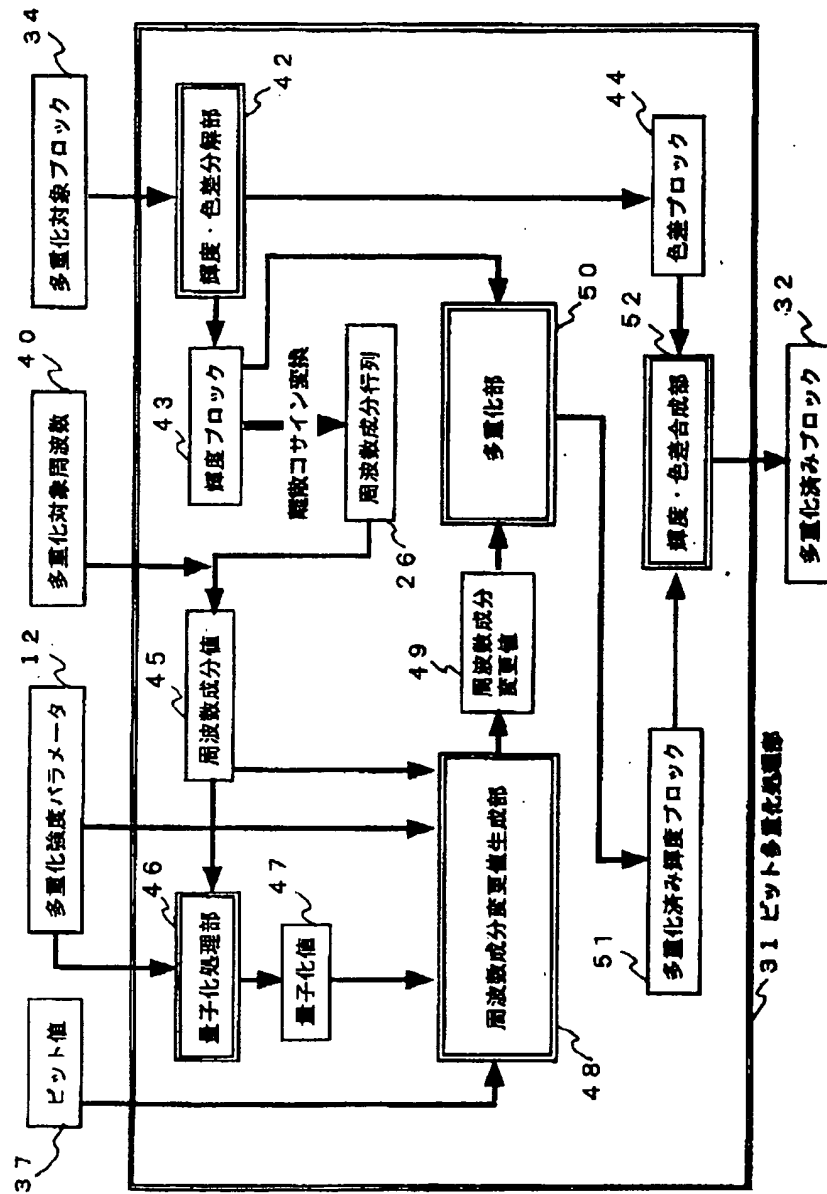 37
ビット値
12
多重化強度パラメータ
40
多重化対象周波数
34
多重化対象ブロック
46
量子化処理部
45
周波数成分値
43
輝度ブロック
42
輝度・色差分解部
47
量子化値
離散コサイン変換
26
周波数成分行列
48
周波数成分変更値生成部
49
周波数成分
変更値
50
多重化部
44
色差ブロック
51
多重化済み輝度ブロック
52
輝度・色差合成部
31 ビット多重化処理部
32
多重化済みブロック